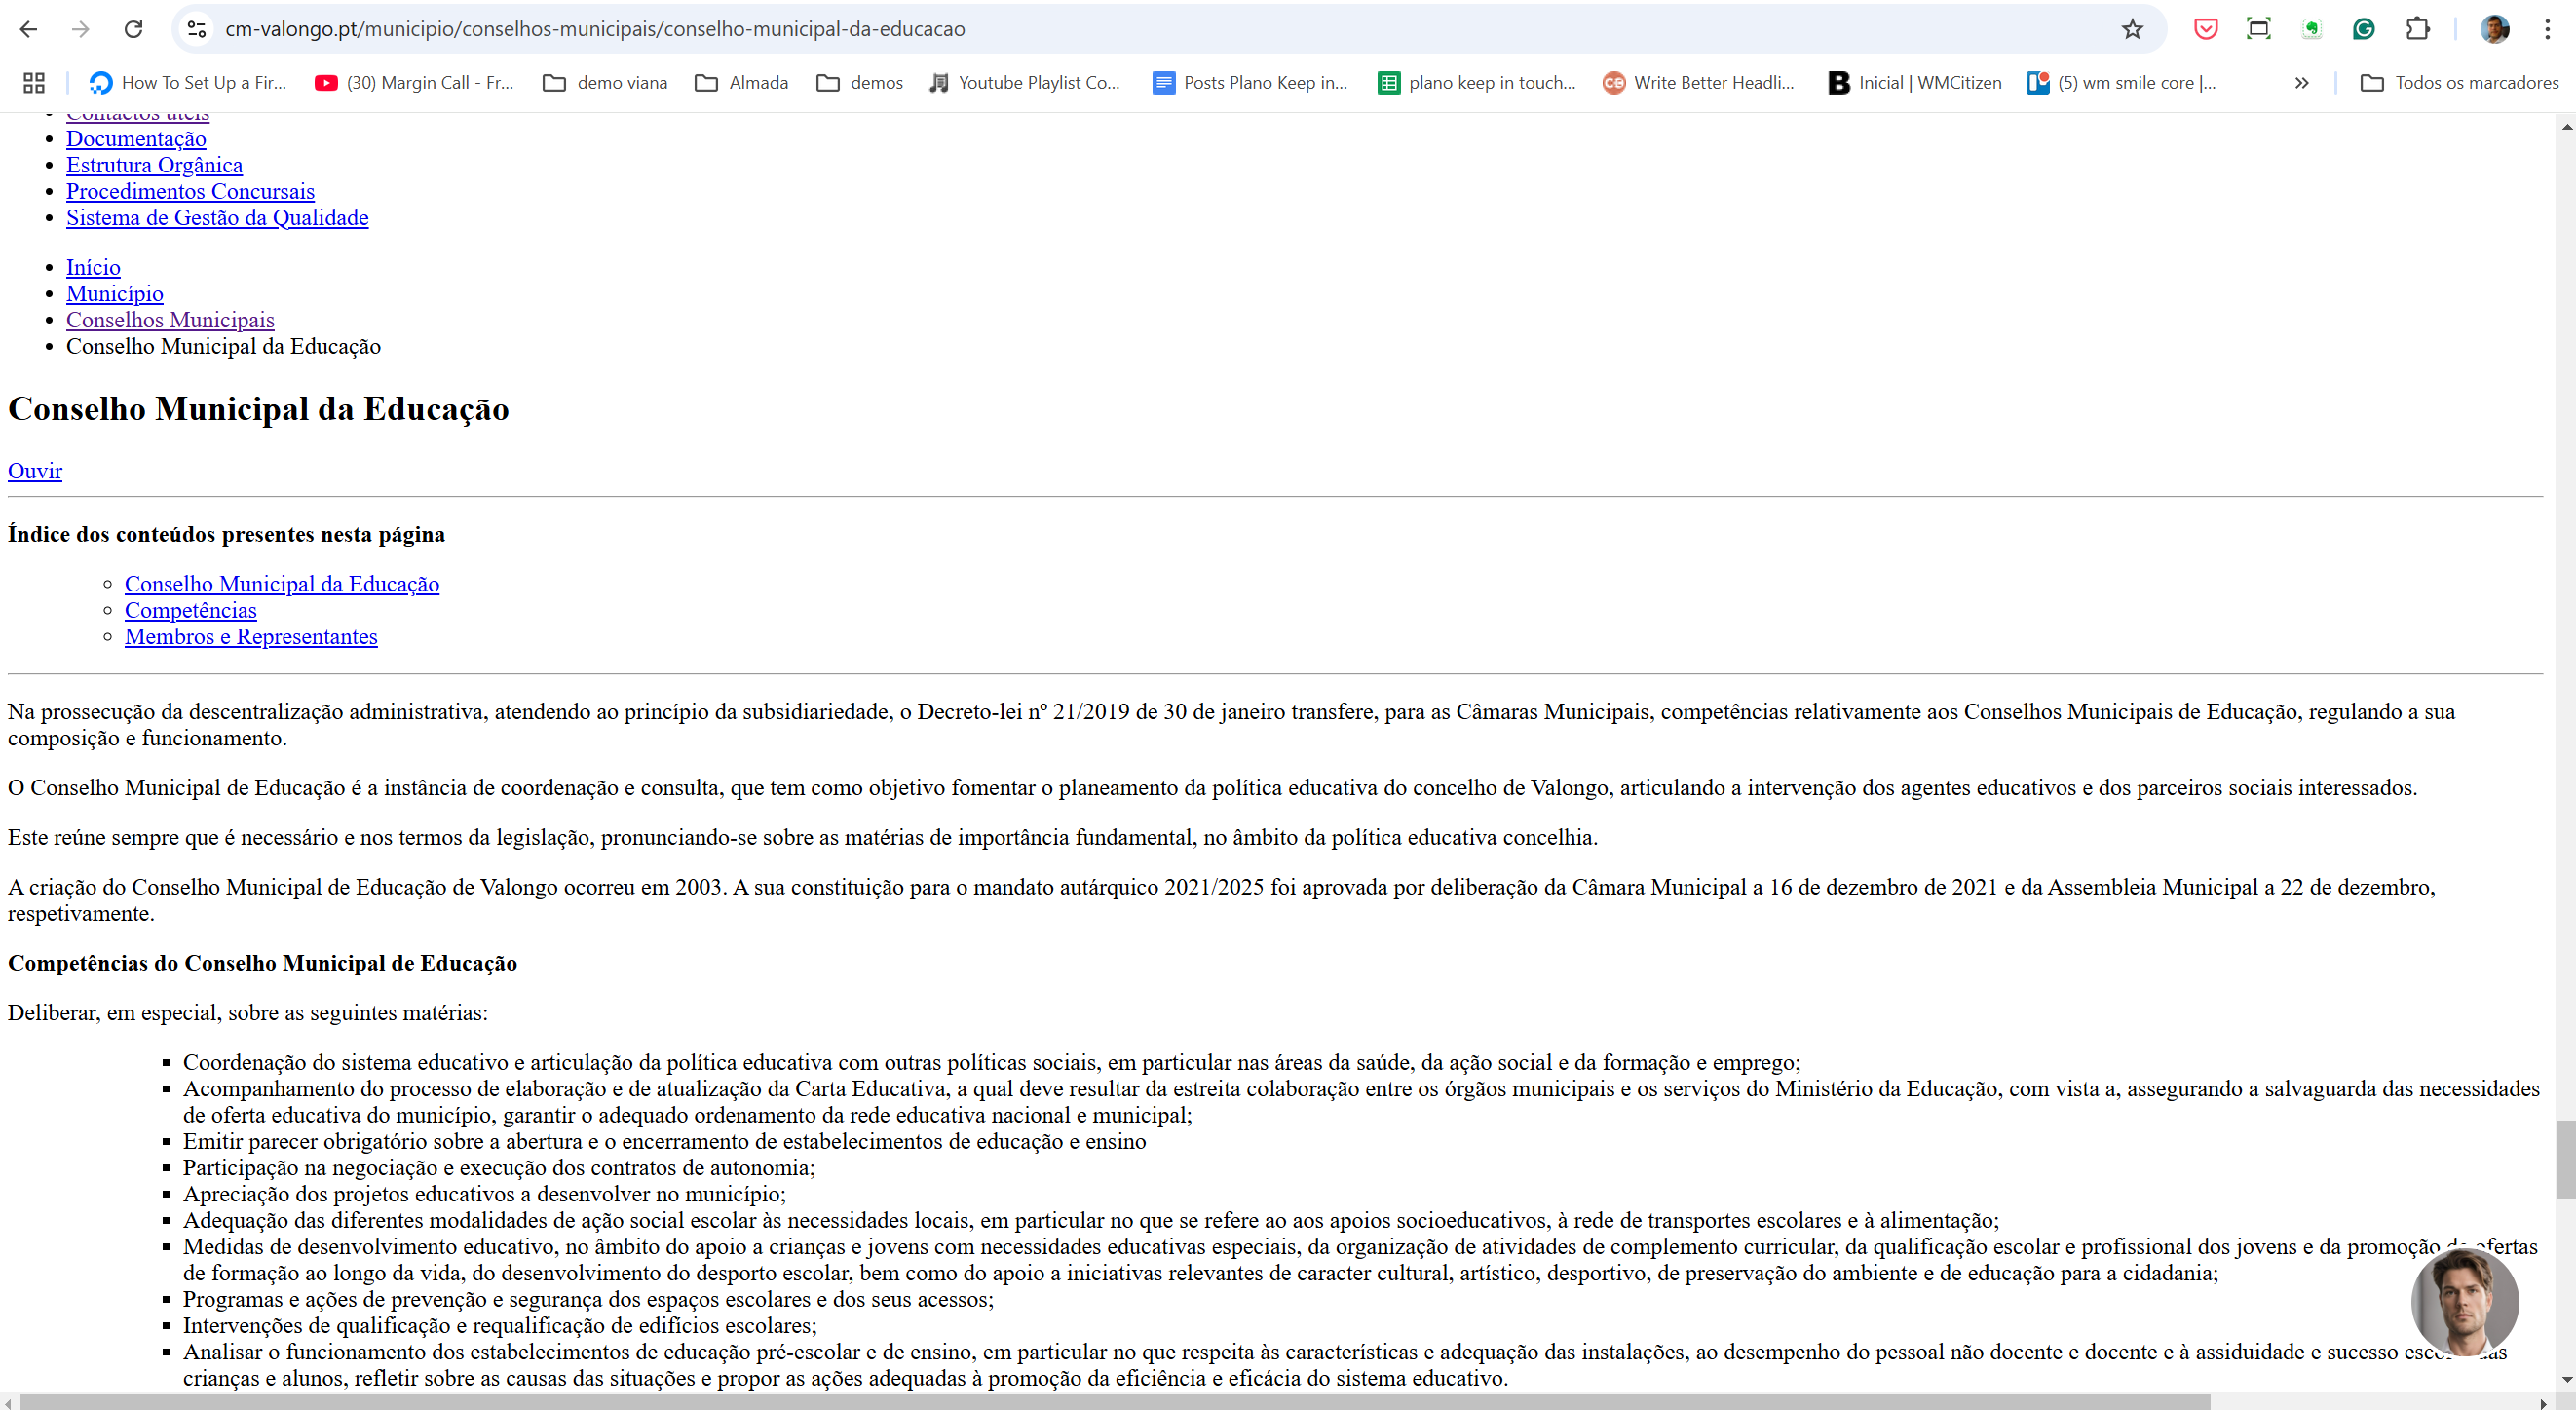 cm-valongo.pt/municipio/conselhos-municipais/conselho-municipal-da-educacao
How To Set Up a Fir...
(30) Margin Call - Fr...
demo viana
Almada
demos
Youtube Playlist Co...
Posts Plano Keep in...
plano keep in touch...
Write Better Headli...
Inicial | WMCitizen
(5) wm smile core |...
Todos os marcadores
Contactos úteis
Documentação
Estrutura Orgânica
Procedimentos Concursais
Sistema de Gestão da Qualidade
Início
Município
Conselhos Municipais
Conselho Municipal da Educação
Conselho Municipal da Educação
Ouvir
Índice dos conteúdos presentes nesta página
Conselho Municipal da Educação
Competências
Membros e Representantes
Na prossecução da descentralização administrativa, atendendo ao princípio da subsidiariedade, o Decreto-lei nº 21/2019 de 30 de janeiro transfere, para as Câmaras Municipais, competências relativamente aos Conselhos Municipais de Educação, regulando a sua
composição e funcionamento.
O Conselho Municipal de Educação é a instância de coordenação e consulta, que tem como objetivo fomentar o planeamento da política educativa do concelho de Valongo, articulando a intervenção dos agentes educativos e dos parceiros sociais interessados.
Este reúne sempre que é necessário e nos termos da legislação, pronunciando-se sobre as matérias de importância fundamental, no âmbito da política educativa concelhia.
A criação do Conselho Municipal de Educação de Valongo ocorreu em 2003. A sua constituição para o mandato autárquico 2021/2025 foi aprovada por deliberação da Câmara Municipal a 16 de dezembro de 2021 e da Assembleia Municipal a 22 de dezembro,
respetivamente.
Competências do Conselho Municipal de Educação
Deliberar, em especial, sobre as seguintes matérias:
Coordenação do sistema educativo e articulação da política educativa com outras políticas sociais, em particular nas áreas da saúde, da ação social e da formação e emprego;
Acompanhamento do processo de elaboração e de atualização da Carta Educativa, a qual deve resultar da estreita colaboração entre os órgãos municipais e os serviços do Ministério da Educação, com vista a, assegurando a salvaguarda das necessidades
de oferta educativa do município, garantir o adequado ordenamento da rede educativa nacional e municipal;
Emitir parecer obrigatório sobre a abertura e o encerramento de estabelecimentos de educação e ensino
Participação na negociação e execução dos contratos de autonomia;
Apreciação dos projetos educativos a desenvolver no município;
Adequação das diferentes modalidades de ação social escolar às necessidades locais, em particular no que se refere ao aos apoios socioeducativos, à rede de transportes escolares e à alimentação;
Medidas de desenvolvimento educativo, no âmbito do apoio a crianças e jovens com necessidades educativas especiais, da organização de atividades de complemento curricular, da qualificação escolar e profissional dos jovens e da promoção de ofertas
de formação ao longo da vida, do desenvolvimento do desporto escolar, bem como do apoio a iniciativas relevantes de caracter cultural, artístico, desportivo, de preservação do ambiente e de educação para a cidadania;
Programas e ações de prevenção e segurança dos espaços escolares e dos seus acessos;
Intervenções de qualificação e requalificação de edifícios escolares;
Analisar o funcionamento dos estabelecimentos de educação pré-escolar e de ensino, em particular no que respeita às características e adequação das instalações, ao desempenho do pessoal não docente e docente e à assiduidade e sucesso
crianças e alunos, refletir sobre as causas das situações e propor as ações adequadas à promoção da eficiência e eficácia do sistema educativo.